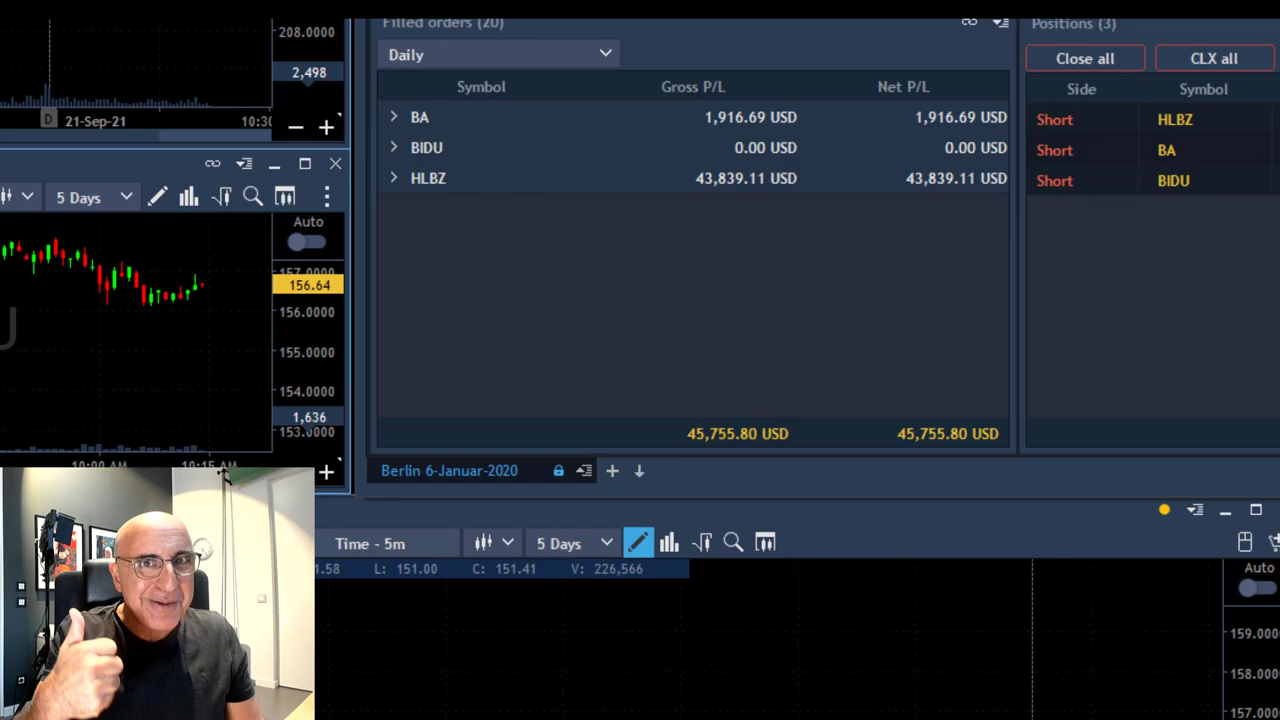 208.0000
2,498
D 21-Sep-21 10:30
5 Days
Auto
157.0000
156.64
156.0000
155.0000
154.0000
1,636
153.0000
10:00 AM 10:15 AM
Filled orders (20)
Daily
Symbol Gross P/L Net P/L
BA 1,916.69 USD 1,916.69 USD
BIDU 0.00 USD 0.00 USD
HLBZ 43,839.11 USD 43,839.11 USD
45,755.80 USD 45,755.80 USD
Berlin 6-Januar-2020
Positions (3)
Close all CLX all
Side Symbol
Short HLBZ
Short BA
Short BIDU
Time - 5m 5 Days
1.58 L: 151.00 C: 151.41 V: 226,566
Auto
159.0000
158.0000
157.0000